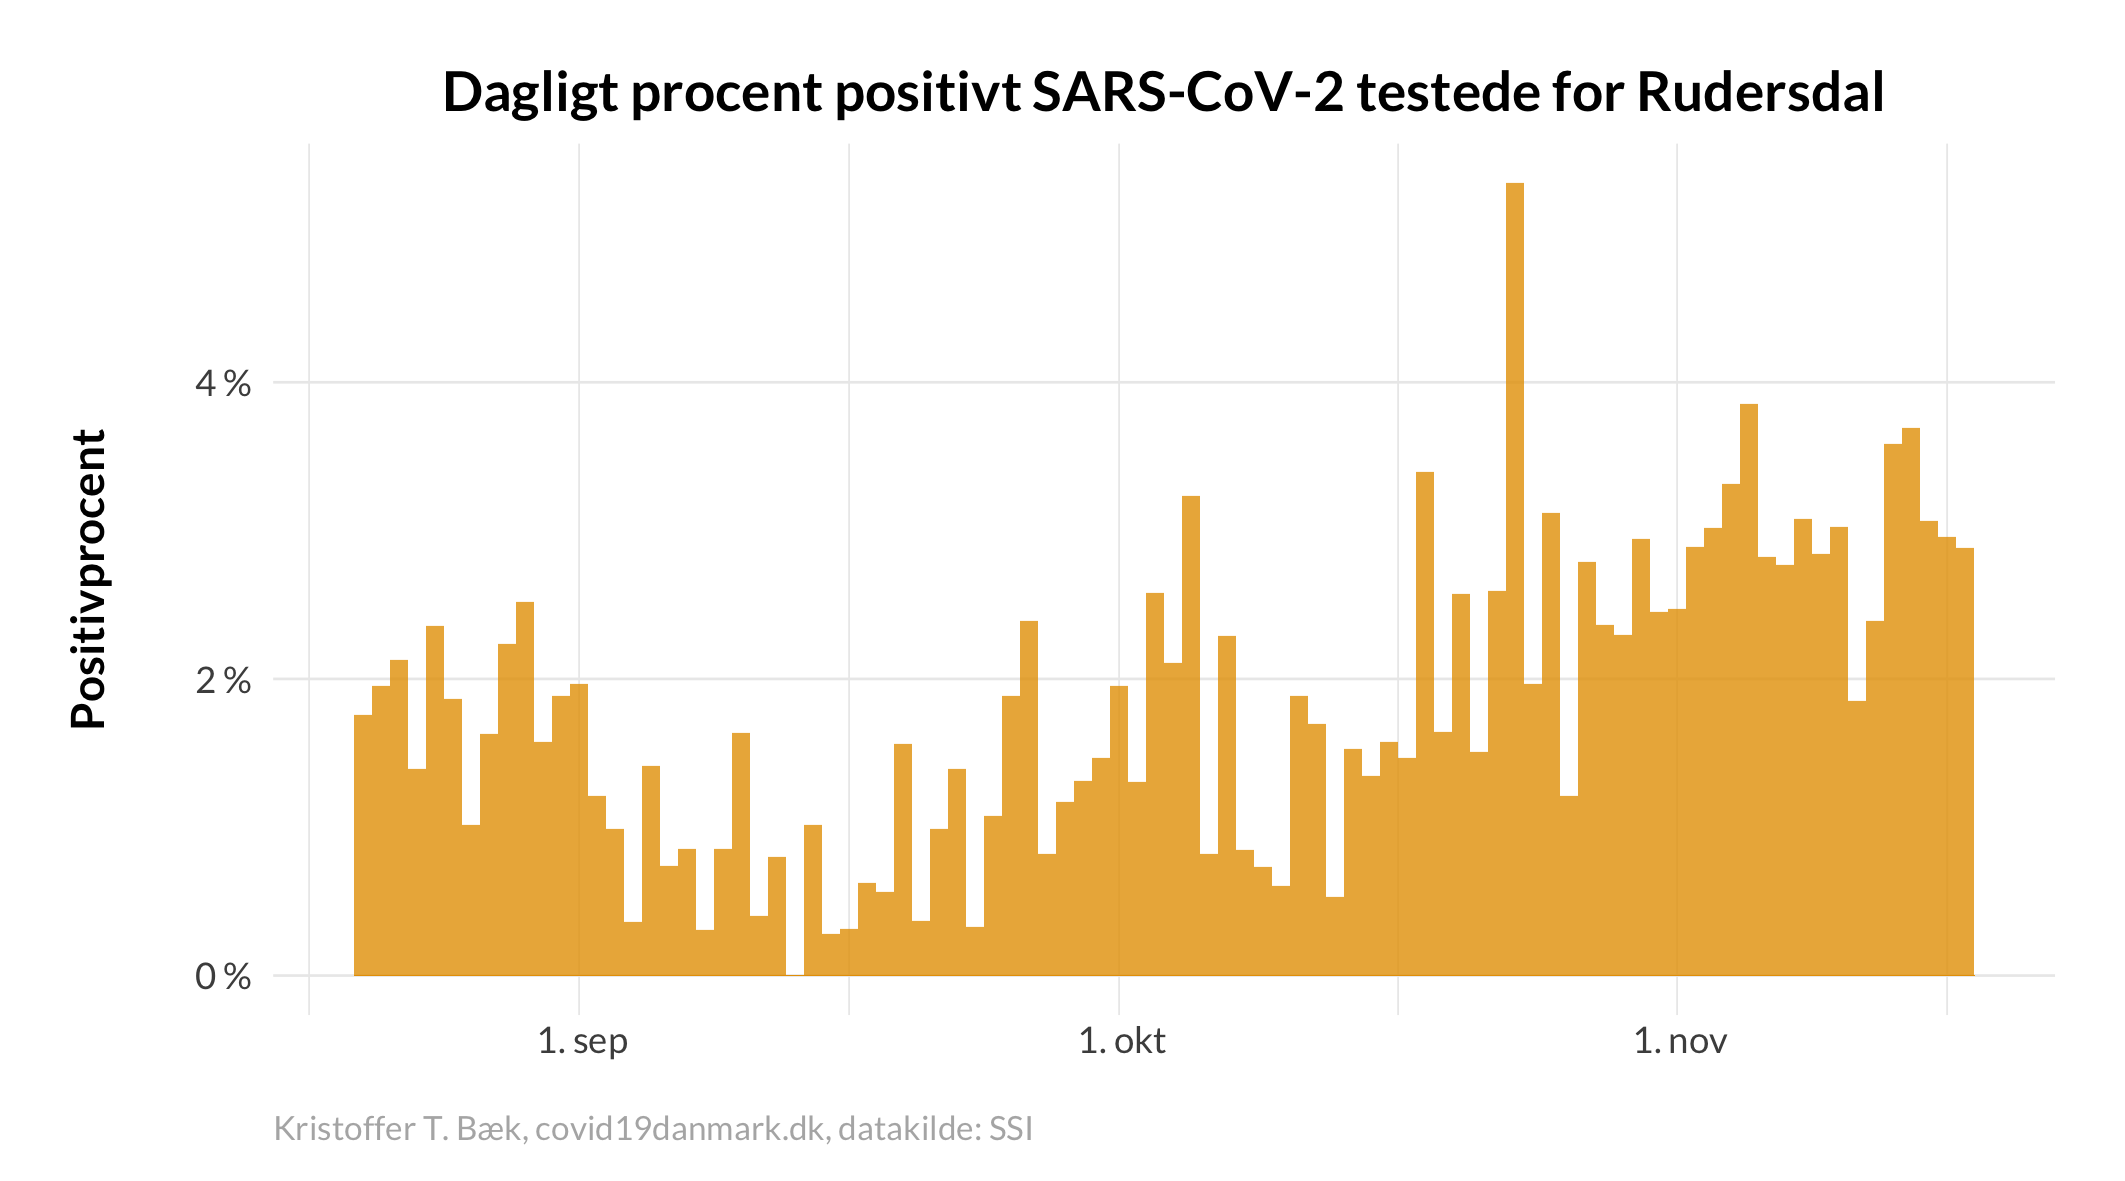 Dagligt procent positivt SARS-CoV-2 testede for Rudersdal
Positivprocent
4 %
2 %
0 %
1. sep
1. okt
1. nov
Kristoffer T. Bæk, covid19danmark.dk, datakilde: SSI